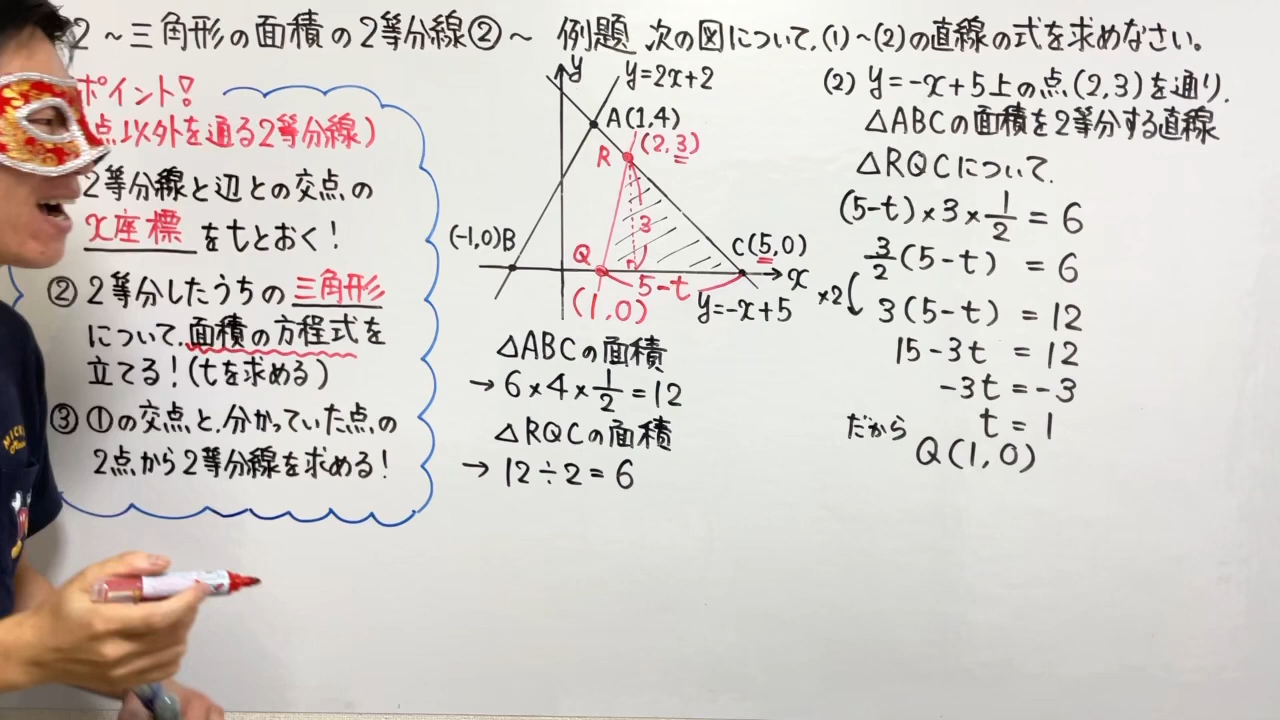 2～三角形の面積の2等分線②～
ポイント!
点以外を通る2等分線)
2等分線と辺との交点の
x座標をtとおく!
②2等分したうちの三角形
について、面積の方程式を
立てる!(tを求める)
③①の交点と、分かっていた点の
2点から2等分線を求める!
例題 次の図について、(1)～(2)の直線の式を求めなさい。
y
y=2x+2
A(1,4)
R
(2,3)
3
(-1,0)B
Q
C(5,0)
x
5-t
(1,0)
y=-x+5
△ABCの面積
→6×4×1/2=12
△RQCの面積
→12÷2=6
(2) y=-x+5上の点(2,3)を通り、
△ABCの面積を2等分する直線
△RQCについて、
(5-t)×3×1/2=6
3/2(5-t)=6
×2
3(5-t)=12
15-3t=12
-3t=-3
t=1
だから
Q(1,0)